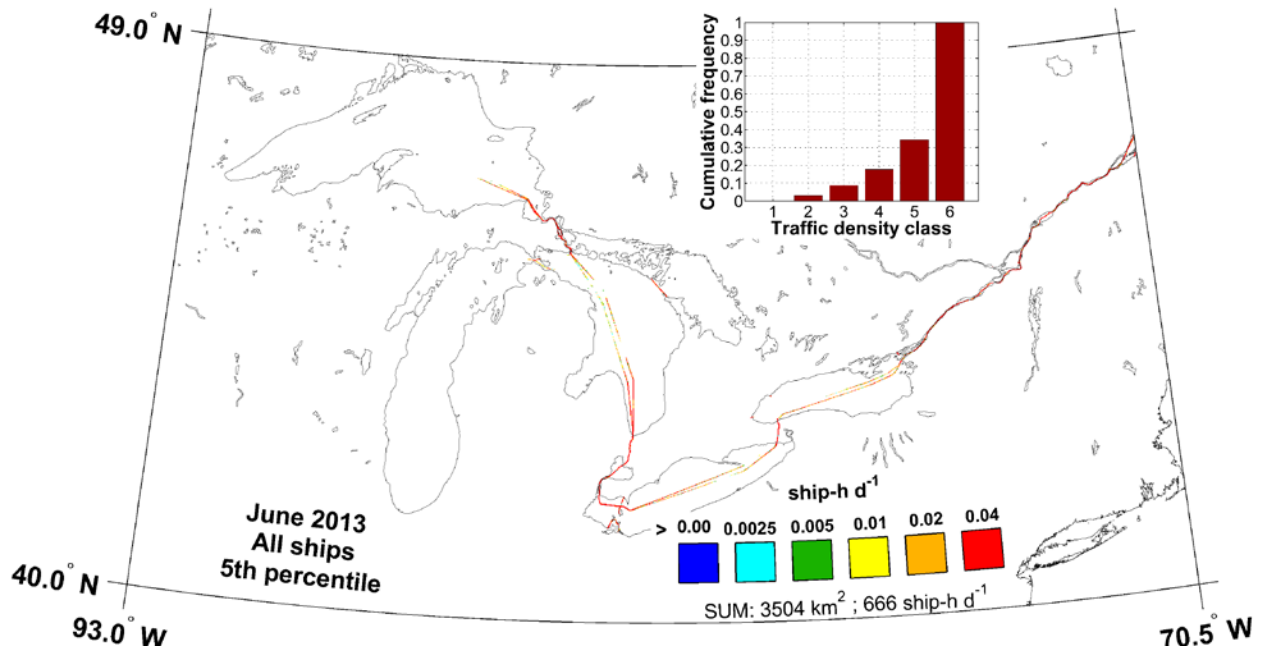 49.0° N
Cumulative frequency
1
0.9
0.8
0.7
0.6
0.5
0.4
0.3
0.2
0.1
0
1 2 3 4 5 6
Traffic density class
June 2013
All ships
5th percentile
ship-h d⁻¹
> 0.00 0.0025 0.005 0.01 0.02 0.04
SUM: 3504 km² ; 666 ship-h d⁻¹
40.0° N
93.0° W
70.5° W